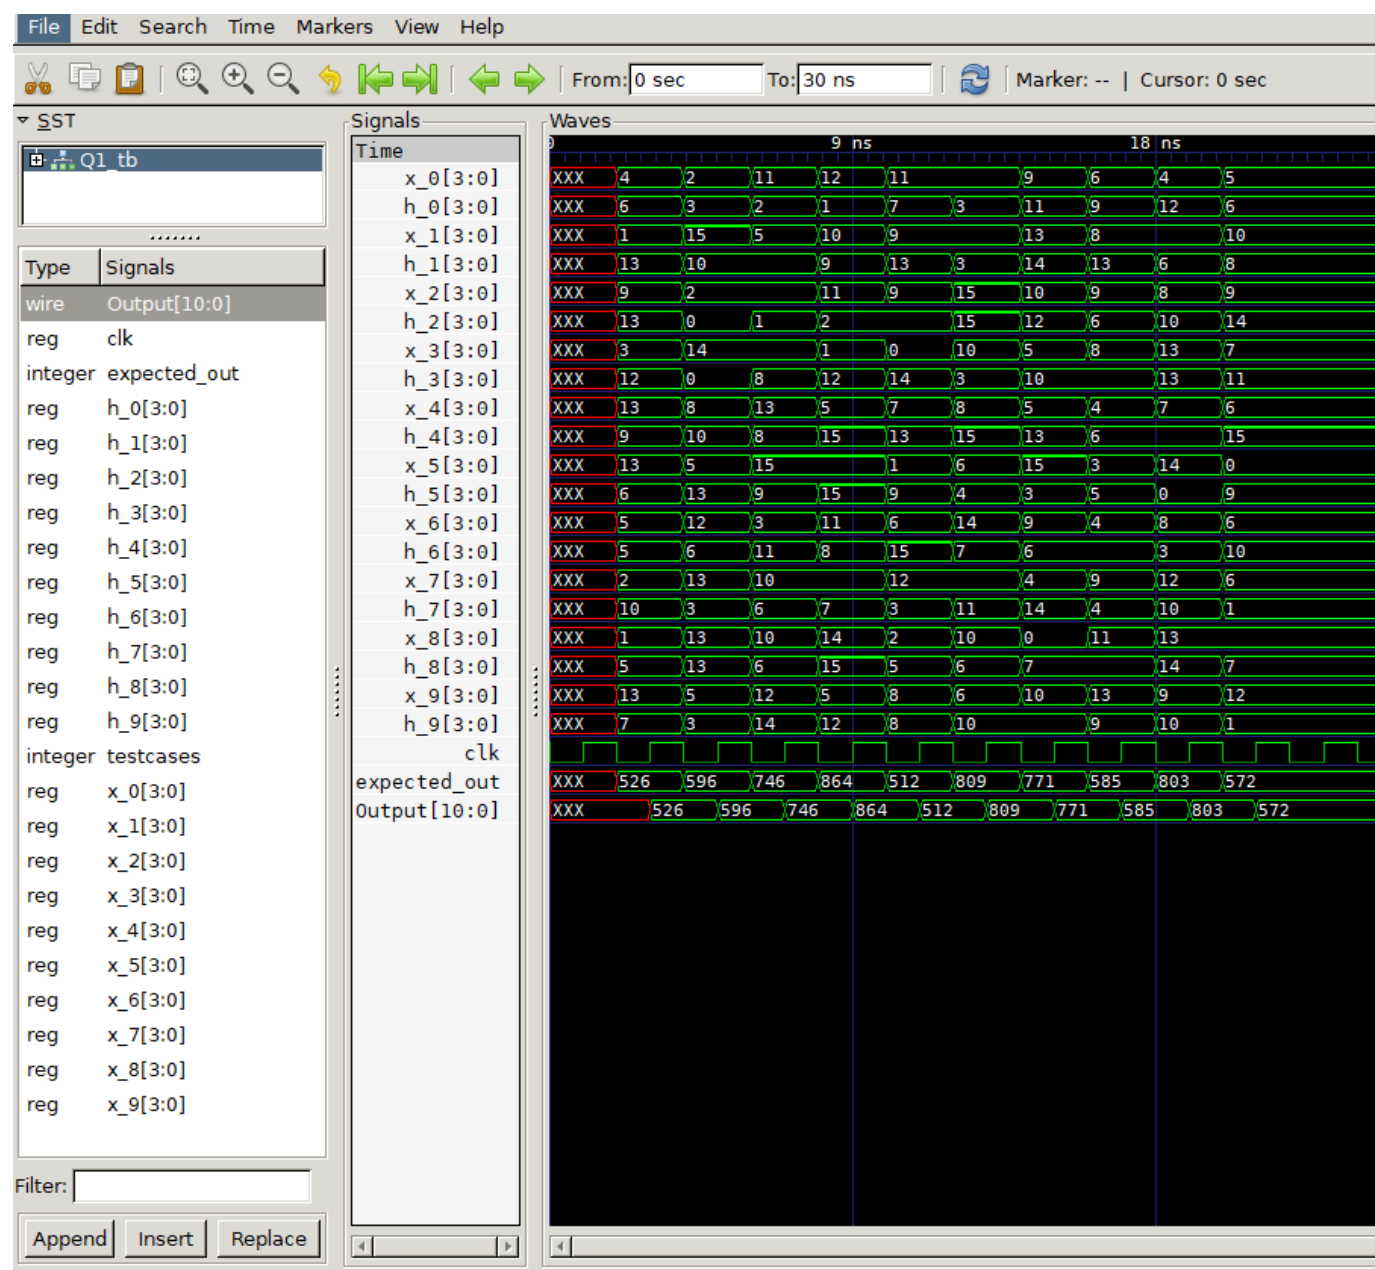 File Edit Search Time Markers View Help
From: 0 sec To: 30 ns Marker: -- | Cursor: 0 sec
SST
Q1_tb
Type Signals
wire Output[10:0]
reg clk
integer expected_out
reg h_0[3:0]
reg h_1[3:0]
reg h_2[3:0]
reg h_3[3:0]
reg h_4[3:0]
reg h_5[3:0]
reg h_6[3:0]
reg h_7[3:0]
reg h_8[3:0]
reg h_9[3:0]
integer testcases
reg x_0[3:0]
reg x_1[3:0]
reg x_2[3:0]
reg x_3[3:0]
reg x_4[3:0]
reg x_5[3:0]
reg x_6[3:0]
reg x_7[3:0]
reg x_8[3:0]
reg x_9[3:0]
Filter:
Append Insert Replace
Signals
Waves
Time 0 9 ns 18 ns
x_0[3:0] XXX 4 2 11 12 11 9 6 4 5
h_0[3:0] XXX 6 3 2 1 7 3 11 9 12 6
x_1[3:0] XXX 1 15 5 10 9 13 8 10
h_1[3:0] XXX 13 10 9 13 3 14 13 6 8
x_2[3:0] XXX 9 2 11 9 15 10 9 8 9
h_2[3:0] XXX 13 0 1 2 15 12 6 10 14
x_3[3:0] XXX 3 14 1 0 10 5 8 13 7
h_3[3:0] XXX 12 0 8 12 14 3 10 13 11
x_4[3:0] XXX 13 8 13 5 7 8 5 4 7 6
h_4[3:0] XXX 9 10 8 15 13 15 13 6 15
x_5[3:0] XXX 13 5 15 1 6 15 3 14 0
h_5[3:0] XXX 6 13 9 15 9 4 3 5 0 9
x_6[3:0] XXX 5 12 3 11 6 14 9 4 8 6
h_6[3:0] XXX 5 6 11 8 15 7 6 3 10
x_7[3:0] XXX 2 13 10 12 4 9 12 6
h_7[3:0] XXX 10 3 6 7 3 11 14 4 10 1
x_8[3:0] XXX 1 13 10 14 2 10 0 11 13
h_8[3:0] XXX 5 13 6 15 5 6 7 14 7
x_9[3:0] XXX 13 5 12 5 8 6 10 13 9 12
h_9[3:0] XXX 7 3 14 12 8 10 9 10 1
clk
expected_out XXX 526 596 746 864 512 809 771 585 803 572
Output[10:0] XXX 526 596 746 864 512 809 771 585 803 572